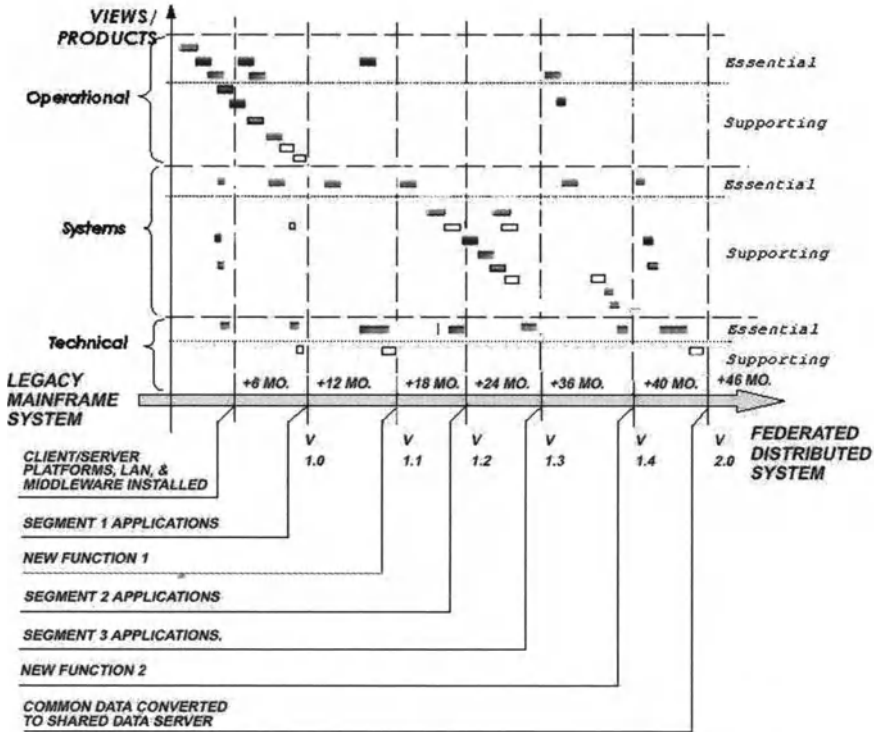 VIEWS/
PRODUCTS
Essential
Operational
Supporting
Essential
Systems
Supporting
Essential
Technical
Supporting
LEGACY
MAINFRAME
SYSTEM
+6 MO. +12 MO. +18 MO. +24 MO. +36 MO. +40 MO. +46 MO.
V V V V V V
1.0 1.1 1.2 1.3 1.4 2.0
FEDERATED
DISTRIBUTED
SYSTEM
CLIENT/SERVER
PLATFORMS, LAN, &
MIDDLEWARE INSTALLED
SEGMENT 1 APPLICATIONS
NEW FUNCTION 1
SEGMENT 2 APPLICATIONS
SEGMENT 3 APPLICATIONS.
NEW FUNCTION 2
COMMON DATA CONVERTED
TO SHARED DATA SERVER